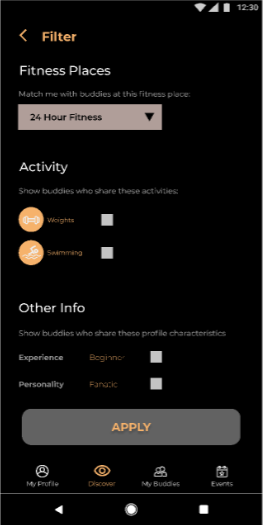 12:30
Filter
Fitness Places
Match me with buddies at this fitness place:
24 Hour Fitness
Activity
Show buddies who share these activities:
Weights
Swimming
Other Info
Show buddies who share these profile characteristics
Experience Beginner
Personality Fanatic
APPLY
My Profile Discover My Buddies Events